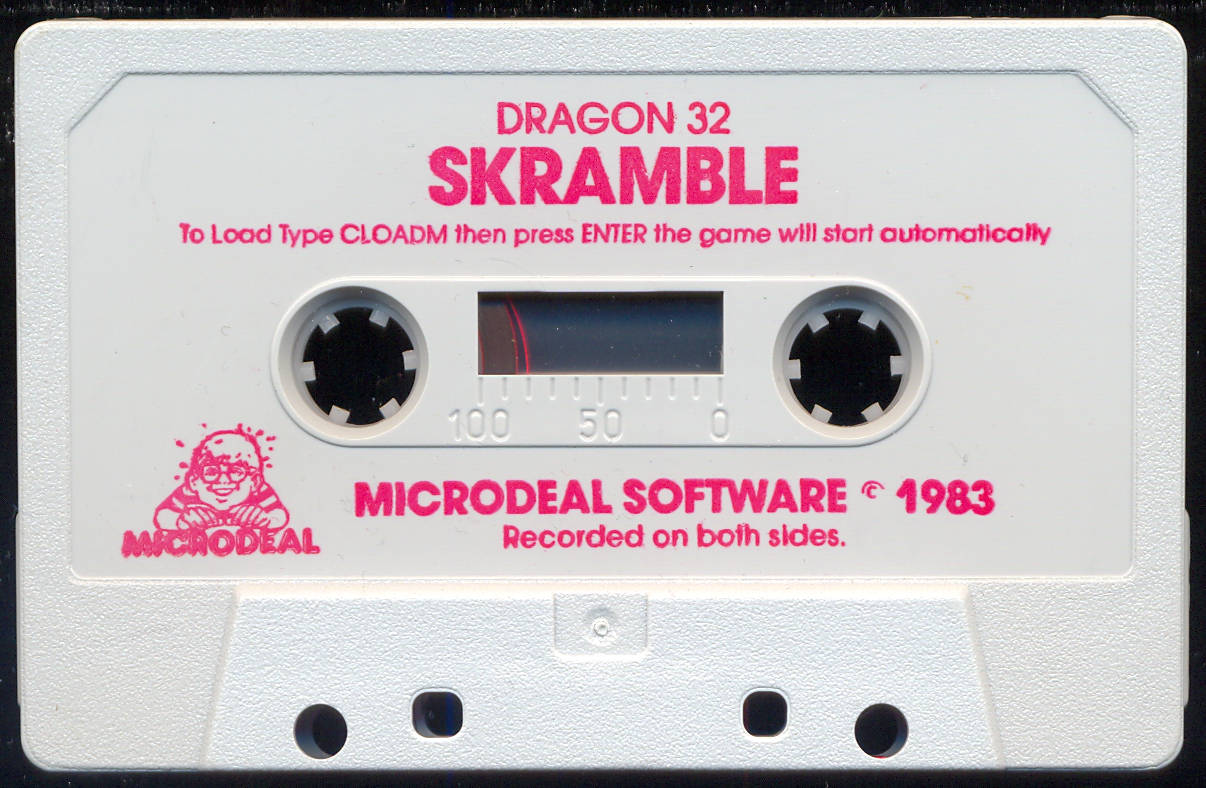 DRAGON 32
SKRAMBLE
To Load Type CLOADM then press ENTER the game will start automatically
100 50 0
MICRODEAL
MICRODEAL SOFTWARE © 1983
Recorded on both sides.